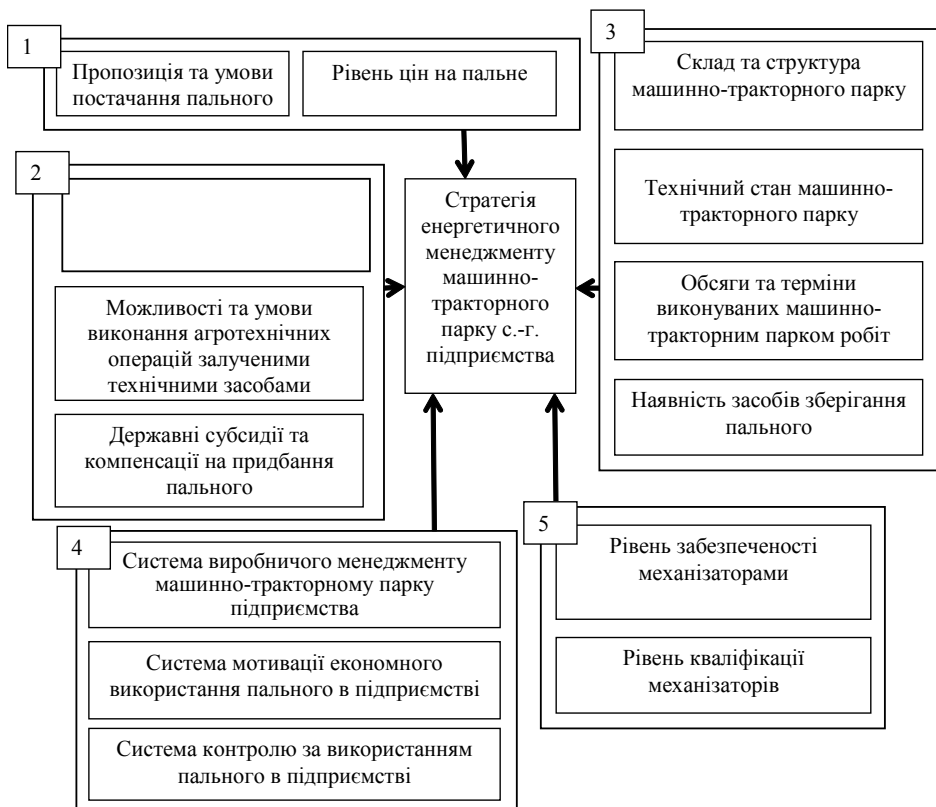 1
Пропозиція та умови
постачання пального
Рівень цін на пальне
2
Можливості та умови
виконання агротехнічних
операцій залученими
технічними засобами
Державні субсидії та
компенсації на придбання
пального
Стратегія
енергетичного
менеджменту
машинно-
тракторного
парку с.-г.
підприємства
3
Склад та структура
машинно-тракторного парку
Технічний стан машинно-
тракторного парку
Обсяги та терміни
виконуваних машинно-
тракторним парком робіт
Наявність засобів зберігання
пального
4
Система виробничого менеджменту
машинно-тракторному парку
підприємства
Система мотивації економного
використання пального в підприємстві
Система контролю за використанням
пального в підприємстві
5
Рівень забезпеченості
механізаторами
Рівень кваліфікації
механізаторів